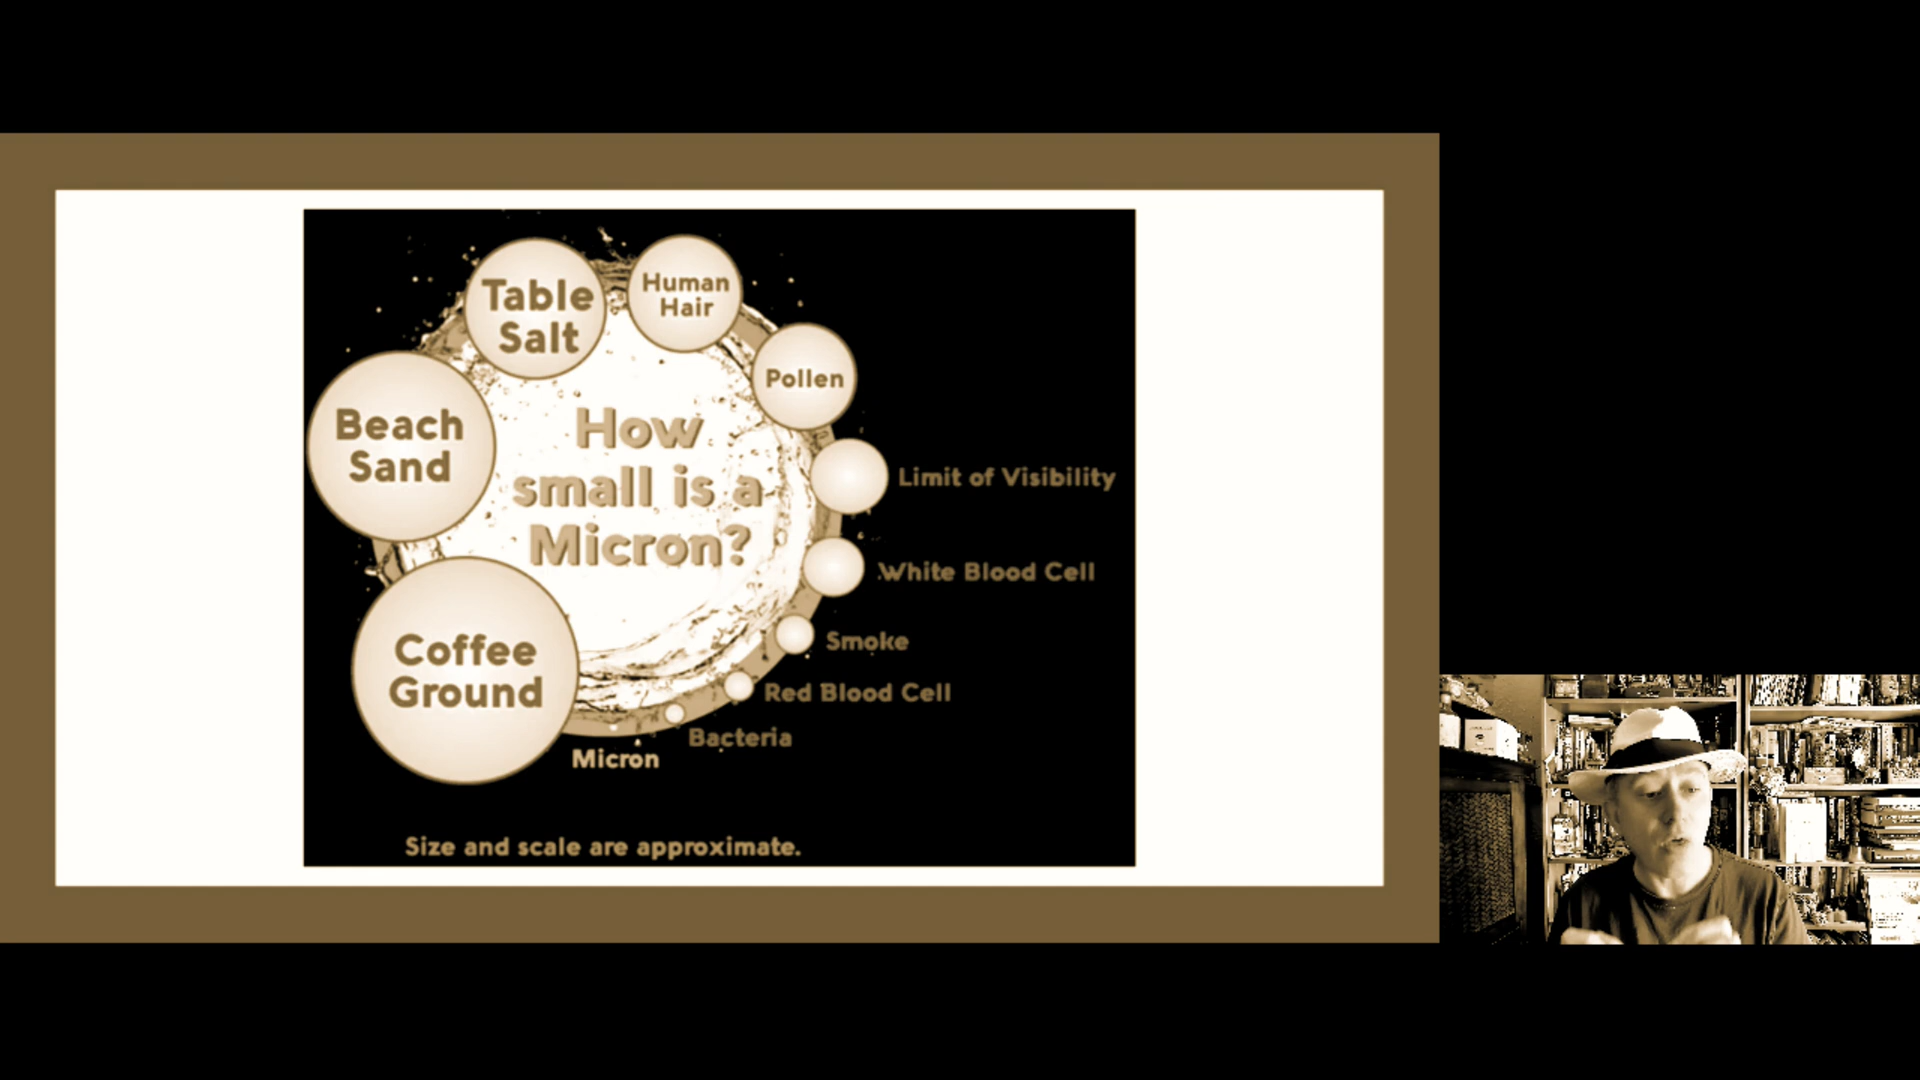 How
small is a
Micron?
Table
Salt
Human
Hair
Pollen
Beach
Sand
Limit of Visibility
White Blood Cell
Coffee
Ground
Smoke
Red Blood Cell
Bacteria
Micron
Size and scale are approximate.